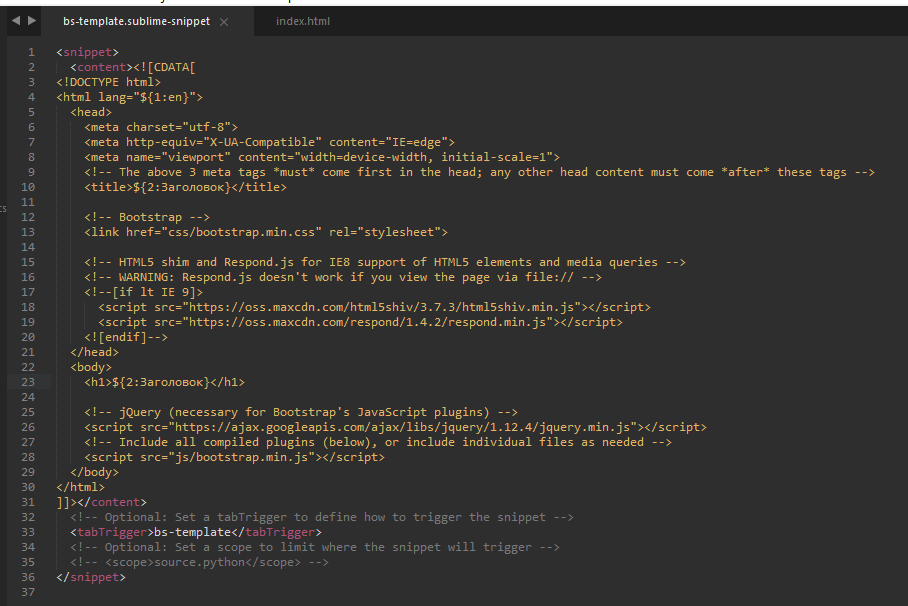 bs-template.sublime-snippet × index.html
1 <snippet>
2 <content><![CDATA[
3 <!DOCTYPE html>
4 <html lang="${1:en}">
5 <head>
6 <meta charset="utf-8">
7 <meta http-equiv="X-UA-Compatible" content="IE=edge">
8 <meta name="viewport" content="width=device-width, initial-scale=1">
9 <!-- The above 3 meta tags *must* come first in the head; any other head content must come *after* these tags -->
10 <title>${2:Заголовок}</title>
11
12 <!-- Bootstrap -->
13 <link href="css/bootstrap.min.css" rel="stylesheet">
14
15 <!-- HTML5 shim and Respond.js for IE8 support of HTML5 elements and media queries -->
16 <!-- WARNING: Respond.js doesn't work if you view the page via file:// -->
17 <!--[if lt IE 9]>
18 <script src="https://oss.maxcdn.com/html5shiv/3.7.3/html5shiv.min.js"></script>
19 <script src="https://oss.maxcdn.com/respond/1.4.2/respond.min.js"></script>
20 <![endif]-->
21 </head>
22 <body>
23 <h1>${2:Заголовок}</h1>
24
25 <!-- jQuery (necessary for Bootstrap's JavaScript plugins) -->
26 <script src="https://ajax.googleapis.com/ajax/libs/jquery/1.12.4/jquery.min.js"></script>
27 <!-- Include all compiled plugins (below), or include individual files as needed -->
28 <script src="js/bootstrap.min.js"></script>
29 </body>
30 </html>
31 ]]></content>
32 <!-- Optional: Set a tabTrigger to define how to trigger the snippet -->
33 <tabTrigger>bs-template</tabTrigger>
34 <!-- Optional: Set a scope to limit where the snippet will trigger -->
35 <!-- <scope>source.python</scope> -->
36 </snippet>
37